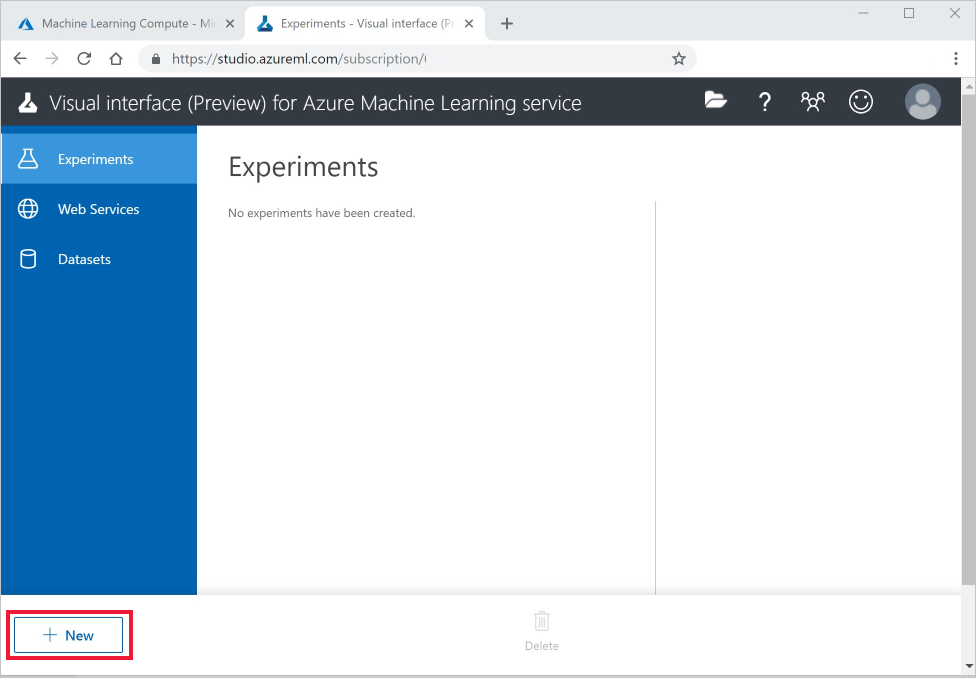 Machine Learning Compute - Mi
Experiments - Visual interface (Pr
https://studio.azureml.com/subscription/
Visual interface (Preview) for Azure Machine Learning service
?
Experiments
Web Services
Datasets
Experiments
No experiments have been created.
+ New
Delete